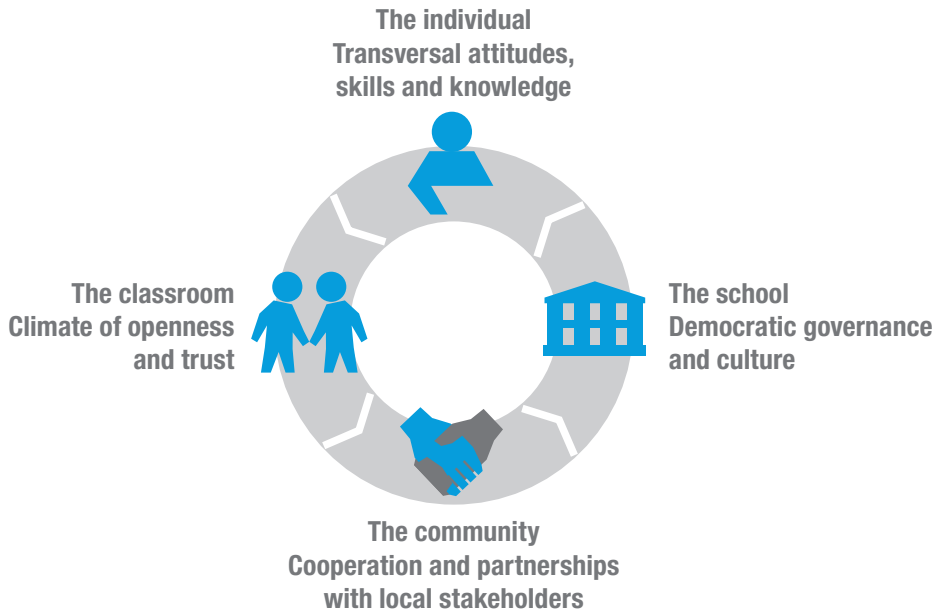 The individual
Transversal attitudes,
skills and knowledge
The classroom
Climate of openness
and trust
The school
Democratic governance
and culture
The community
Cooperation and partnerships
with local stakeholders